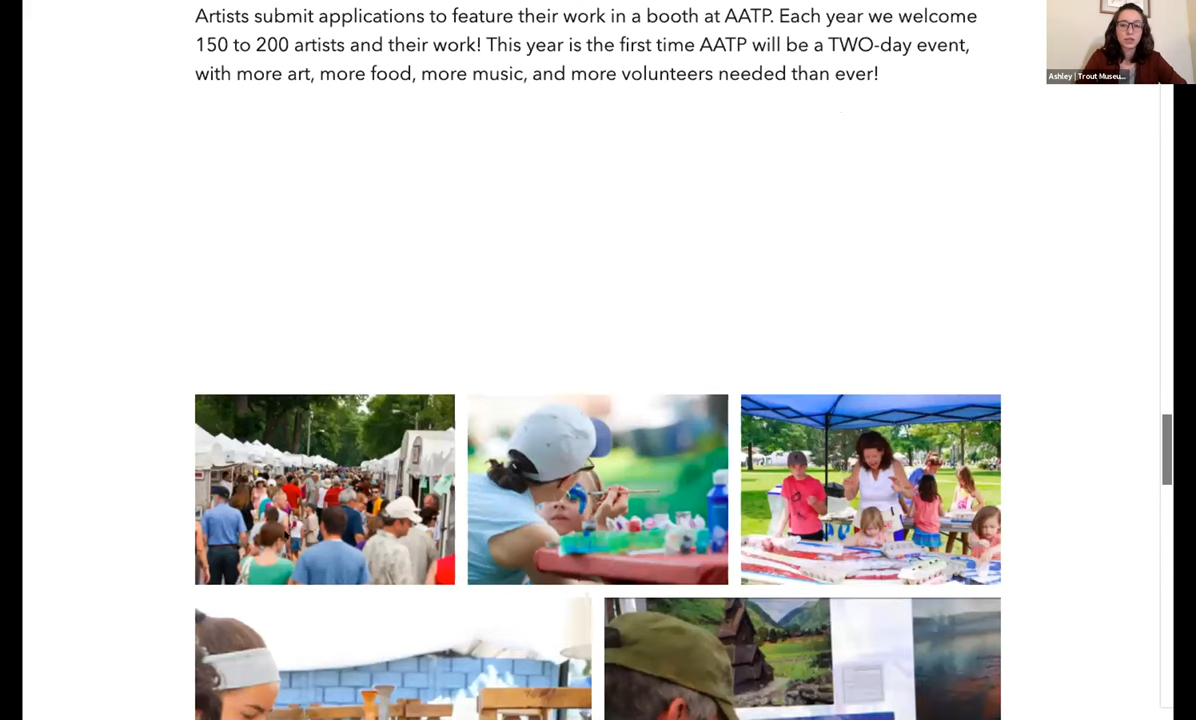 Artists submit applications to feature their work in a booth at AATP. Each year we welcome
150 to 200 artists and their work! This year is the first time AATP will be a TWO-day event,
with more art, more food, more music, and more volunteers needed than ever!
Ashley | Trout Museu...